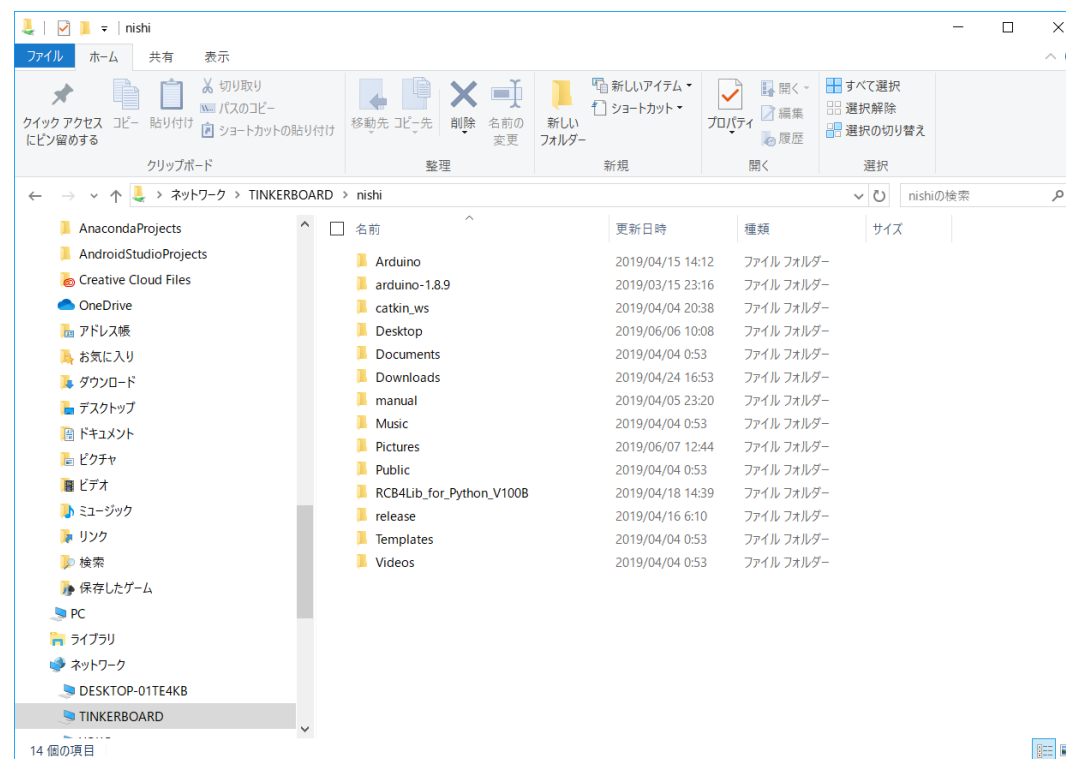 nishi
ファイル ホーム 共有 表示
クイック アクセスにピン留めする
コピー
貼り付け
切り取り
パスのコピー
ショートカットの貼り付け
クリップボード
移動先
コピー先
削除
名前の変更
整理
新しいフォルダー
新しいアイテム
ショートカット
新規
プロパティ
開く
編集
履歴
開く
すべて選択
選択解除
選択の切り替え
選択
ネットワーク > TINKERBOARD > nishi
nishiの検索
AnacondaProjects
AndroidStudioProjects
Creative Cloud Files
OneDrive
アドレス帳
お気に入り
ダウンロード
デスクトップ
ドキュメント
ピクチャ
ビデオ
ミュージック
リンク
検索
保存したゲーム
PC
ライブラリ
ネットワーク
DESKTOP-01TE4KB
TINKERBOARD
名前 更新日時 種類 サイズ
Arduino 2019/04/15 14:12 ファイル フォルダー
arduino-1.8.9 2019/03/15 23:16 ファイル フォルダー
catkin_ws 2019/04/04 20:38 ファイル フォルダー
Desktop 2019/06/06 10:08 ファイル フォルダー
Documents 2019/04/04 0:53 ファイル フォルダー
Downloads 2019/04/24 16:53 ファイル フォルダー
manual 2019/04/05 23:20 ファイル フォルダー
Music 2019/04/04 0:53 ファイル フォルダー
Pictures 2019/06/07 12:44 ファイル フォルダー
Public 2019/04/04 0:53 ファイル フォルダー
RCB4Lib_for_Python_V100B 2019/04/18 14:39 ファイル フォルダー
release 2019/04/16 6:10 ファイル フォルダー
Templates 2019/04/04 0:53 ファイル フォルダー
Videos 2019/04/04 0:53 ファイル フォルダー
14 個の項目